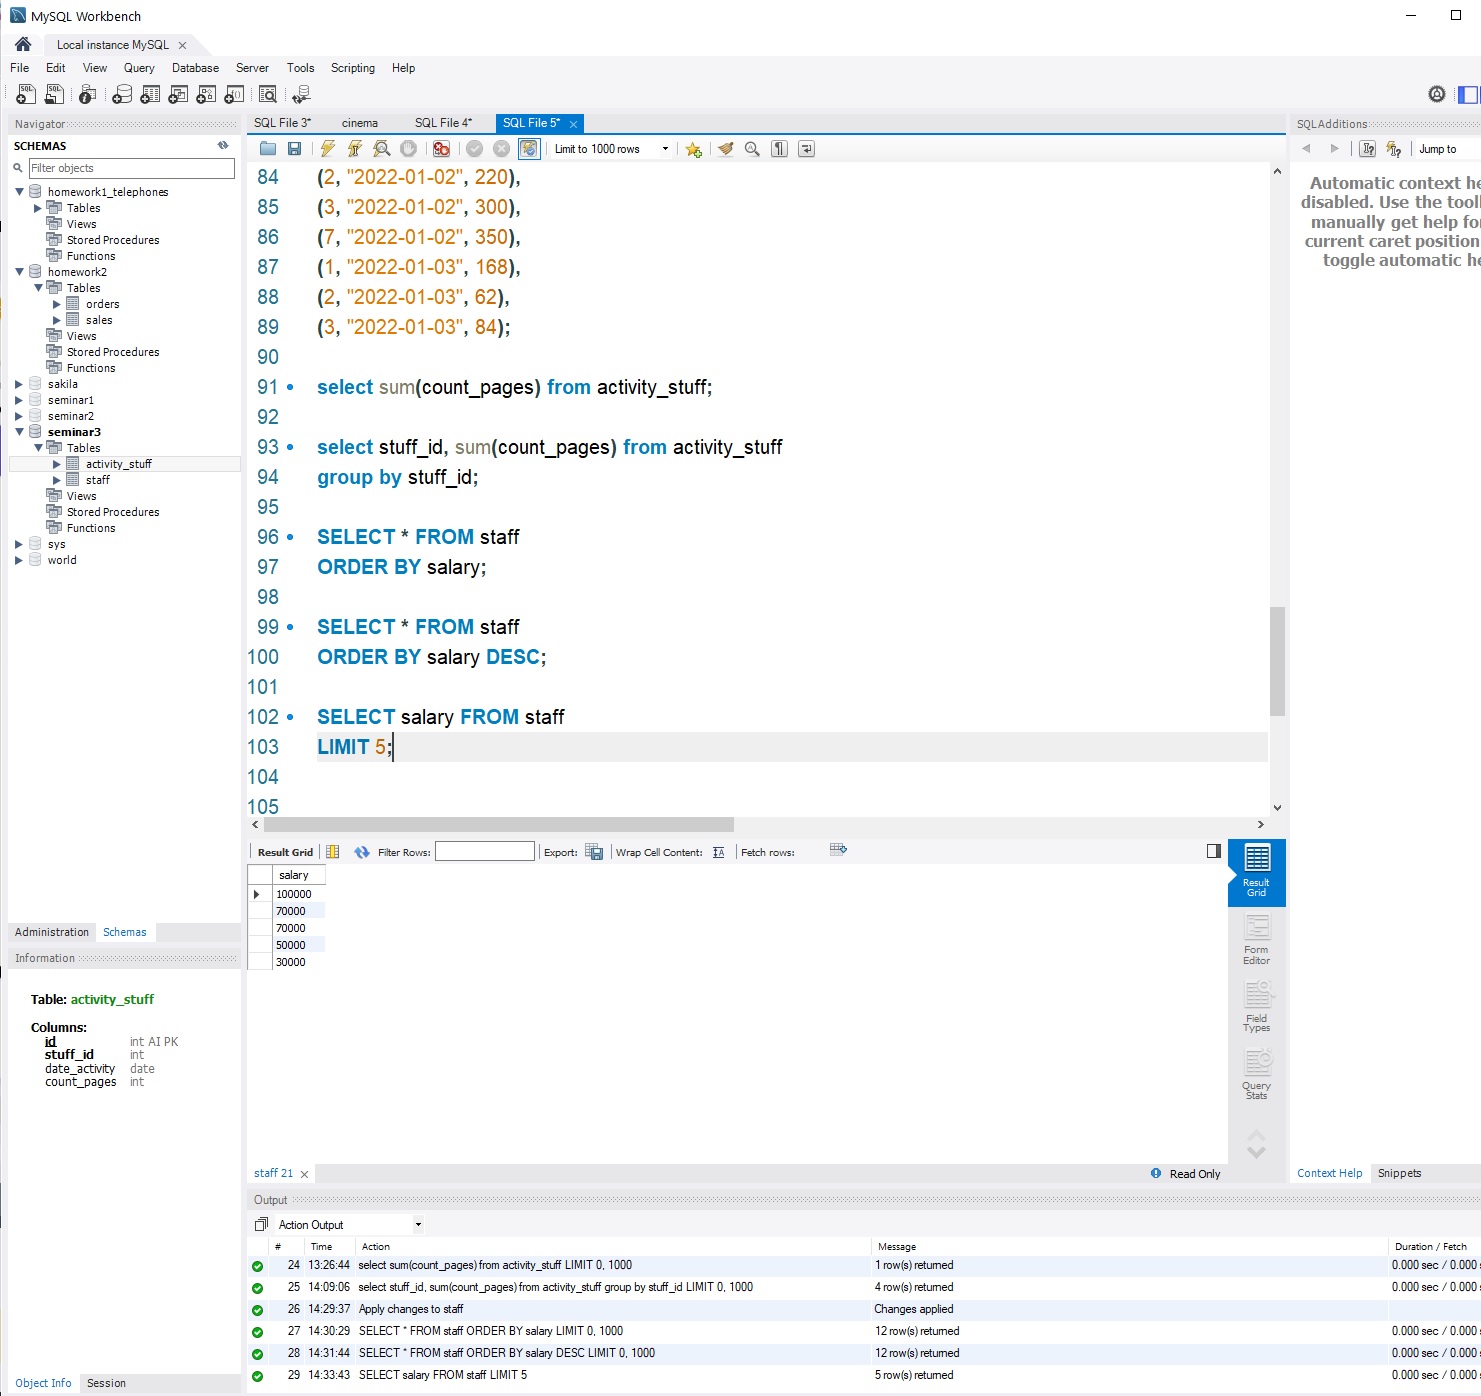 MySQL Workbench
Local instance MySQL
File Edit View Query Database Server Tools Scripting Help
Navigator
SCHEMAS
Filter objects
homework1_telephones
Tables
Views
Stored Procedures
Functions
homework2
Tables
orders
sales
Views
Stored Procedures
Functions
sakila
seminar1
seminar2
seminar3
Tables
activity_stuff
staff
Views
Stored Procedures
Functions
sys
world
Administration Schemas
Information
Table: activity_stuff
Columns:
id int AI PK
stuff_id int
date_activity date
count_pages int
Object Info Session
SQL File 3* cinema SQL File 4* SQL File 5*
Limit to 1000 rows
84 (2, "2022-01-02", 220),
85 (3, "2022-01-02", 300),
86 (7, "2022-01-02", 350),
87 (1, "2022-01-03", 168),
88 (2, "2022-01-03", 62),
89 (3, "2022-01-03", 84);
90
91 select sum(count_pages) from activity_stuff;
92
93 select stuff_id, sum(count_pages) from activity_stuff
94 group by stuff_id;
95
96 SELECT * FROM staff
97 ORDER BY salary;
98
99 SELECT * FROM staff
100 ORDER BY salary DESC;
101
102 SELECT salary FROM staff
103 LIMIT 5;
104
105
Result Grid Filter Rows: Export: Wrap Cell Content: Fetch rows:
salary
100000
70000
70000
50000
30000
Result
Grid
Form
Editor
Field
Types
Query
Stats
staff 21 Read Only
SQLAdditions
Jump to
Automatic context he
disabled. Use the tool
manually get help for
current caret position
toggle automatic he
Context Help Snippets
Output
Action Output
# Time Action Message Duration / Fetch
24 13:26:44 select sum(count_pages) from activity_stuff LIMIT 0, 1000 1 row(s) returned 0.000 sec / 0.000
25 14:09:06 select stuff_id, sum(count_pages) from activity_stuff group by stuff_id LIMIT 0, 1000 4 row(s) returned 0.000 sec / 0.000
26 14:29:37 Apply changes to staff Changes applied
27 14:30:29 SELECT * FROM staff ORDER BY salary LIMIT 0, 1000 12 row(s) returned 0.000 sec / 0.000
28 14:31:44 SELECT * FROM staff ORDER BY salary DESC LIMIT 0, 1000 12 row(s) returned 0.000 sec / 0.000
29 14:33:43 SELECT salary FROM staff LIMIT 5 5 row(s) returned 0.000 sec / 0.000